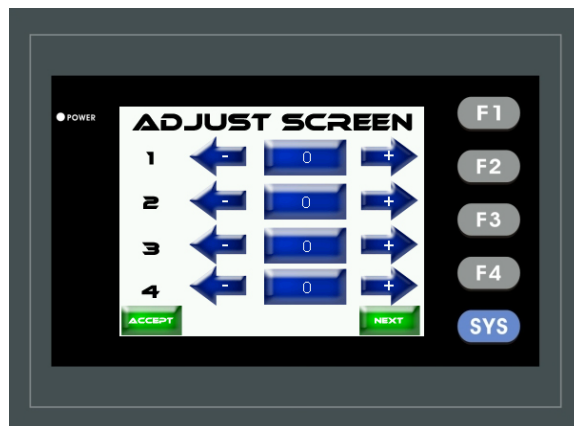 POWER
ADJUST SCREEN
1 - 0 +
2 - 0 +
3 - 0 +
4 - 0 +
ACCEPT NEXT
F1
F2
F3
F4
SYS